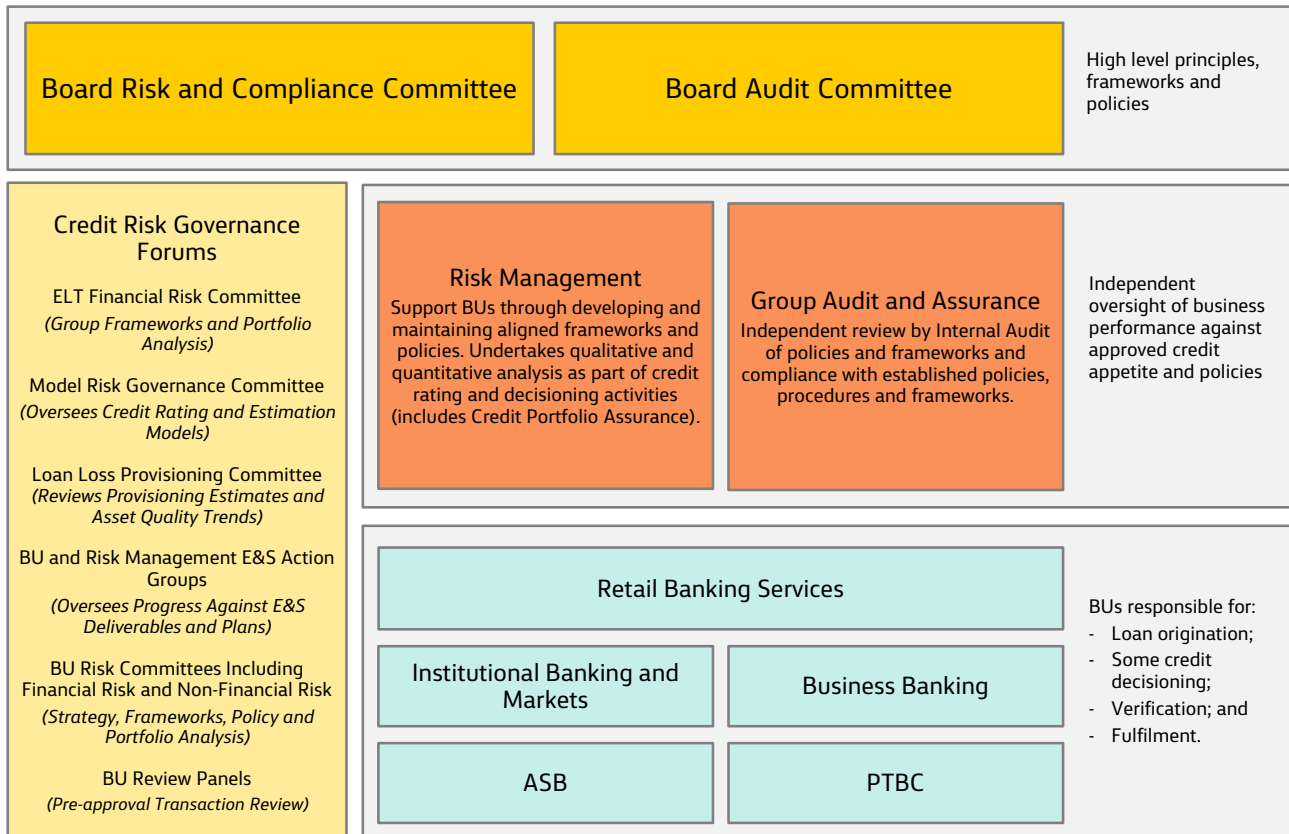 Board Risk and Compliance Committee
Board Audit Committee
High level principles,
frameworks and
policies
Credit Risk Governance
Forums
ELT Financial Risk Committee
(Group Frameworks and Portfolio
Analysis)
Model Risk Governance Committee
(Oversees Credit Rating and Estimation
Models)
Loan Loss Provisioning Committee
(Reviews Provisioning Estimates and
Asset Quality Trends)
BU and Risk Management E&S Action
Groups
(Oversees Progress Against E&S
Deliverables and Plans)
BU Risk Committees Including
Financial Risk and Non-Financial Risk
(Strategy, Frameworks, Policy and
Portfolio Analysis)
BU Review Panels
(Pre-approval Transaction Review)
Risk Management
Support BUs through developing and
maintaining aligned frameworks and
policies. Undertakes qualitative and
quantitative analysis as part of credit
rating and decisioning activities
(includes Credit Portfolio Assurance).
Group Audit and Assurance
Independent review by Internal Audit
of policies and frameworks and
compliance with established policies,
procedures and frameworks.
Independent
oversight of business
performance against
approved credit
appetite and policies
Retail Banking Services
Institutional Banking and
Markets
Business Banking
ASB
PTBC
BUs responsible for:
- Loan origination;
- Some credit
decisioning;
- Verification; and
- Fulfilment.